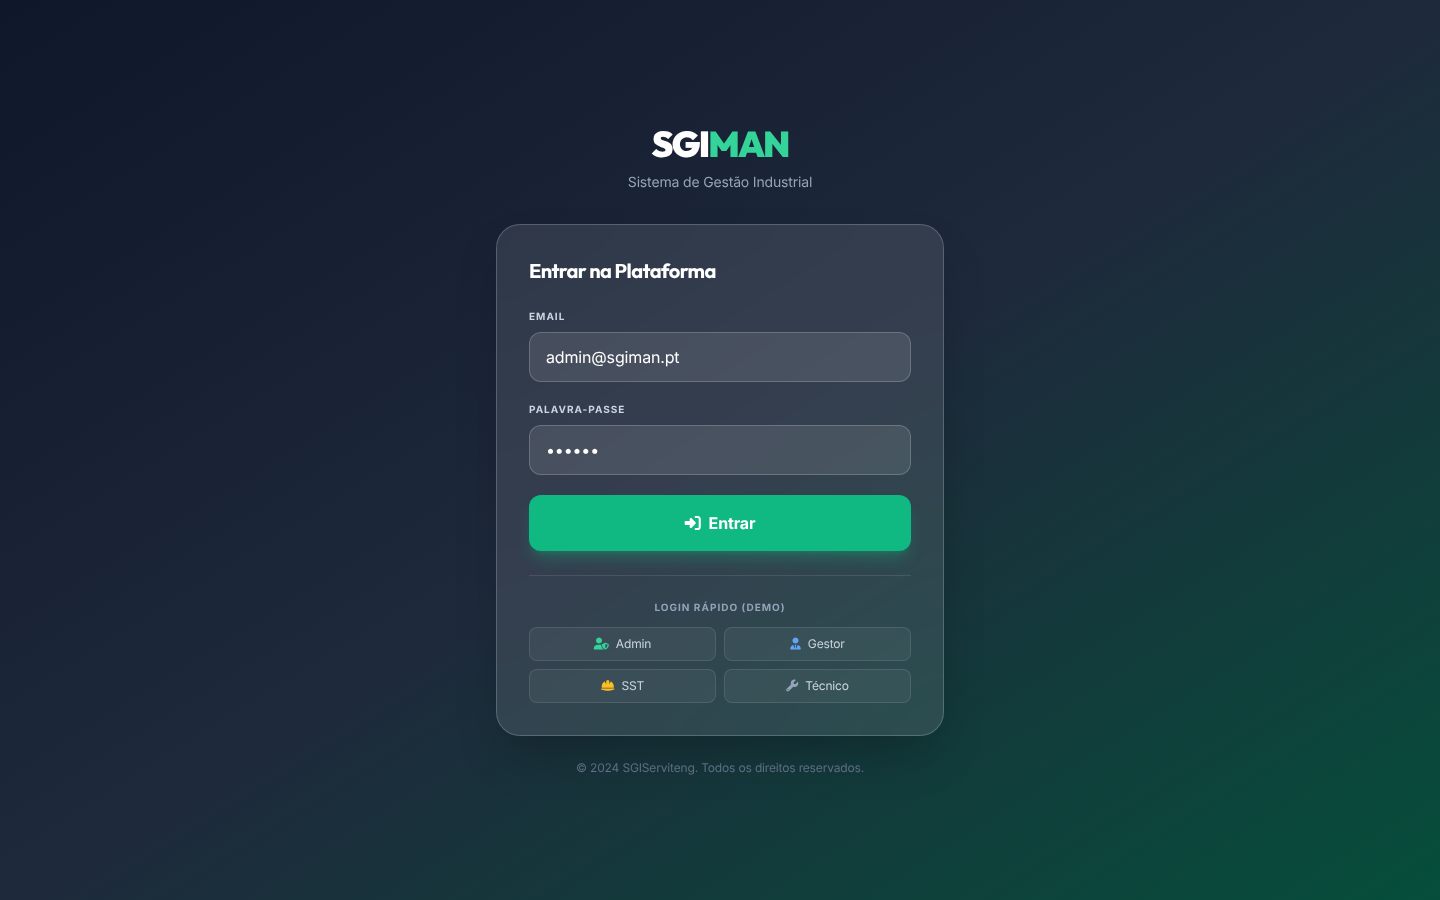 SGIMAN
Sistema de Gestão Industrial
Entrar na Plataforma
EMAIL
admin@sgiman.pt
PALAVRA-PASSE
••••••
Entrar
LOGIN RÁPIDO (DEMO)
Admin
Gestor
SST
Técnico
© 2024 SGIServiteng. Todos os direitos reservados.